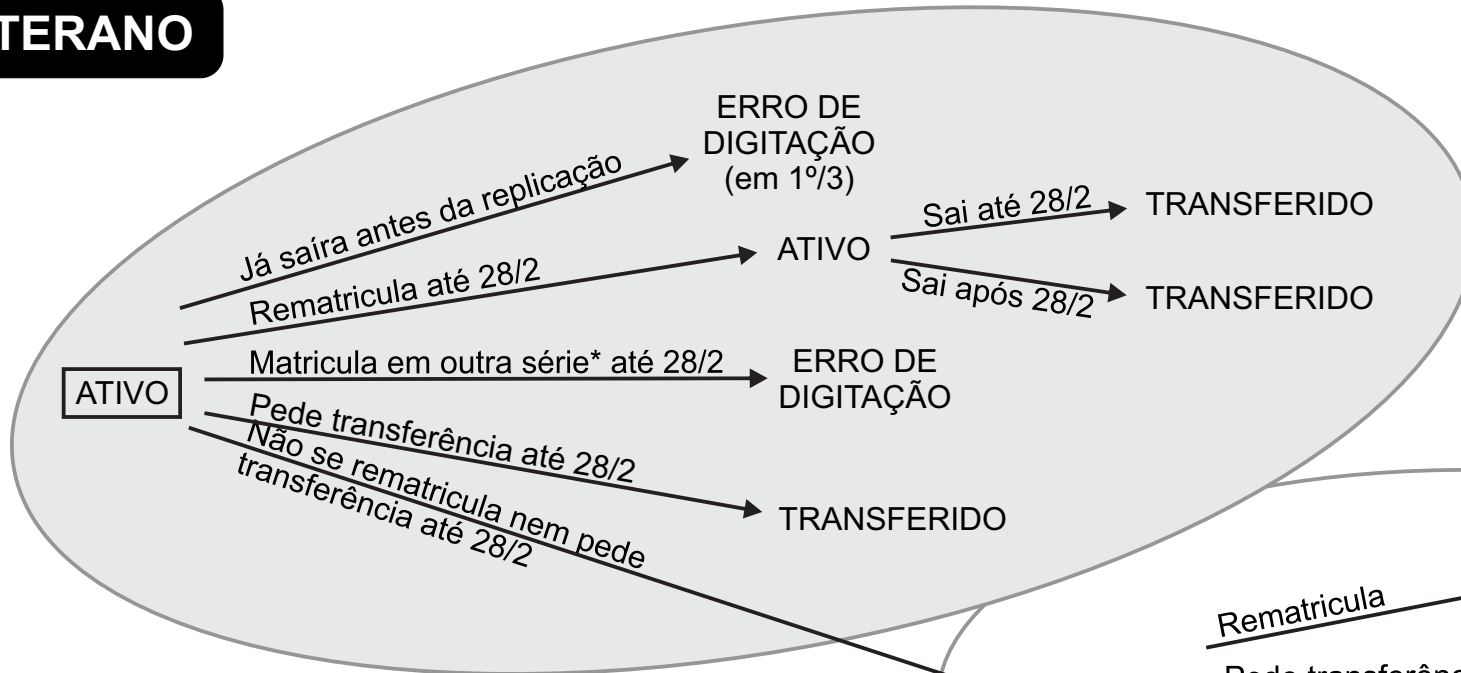 TERANO
ERRO DE
DIGITAÇÃO
(em 1º/3)
Já saíra antes da replicação
Sai até 28/2
TRANSFERIDO
Rematricula até 28/2
ATIVO
Sai após 28/2
TRANSFERIDO
Matricula em outra série* até 28/2
ERRO DE
DIGITAÇÃO
ATIVO
Pede transferência até 28/2
Não se rematricula nem pede
transferência até 28/2
TRANSFERIDO
Rematricula